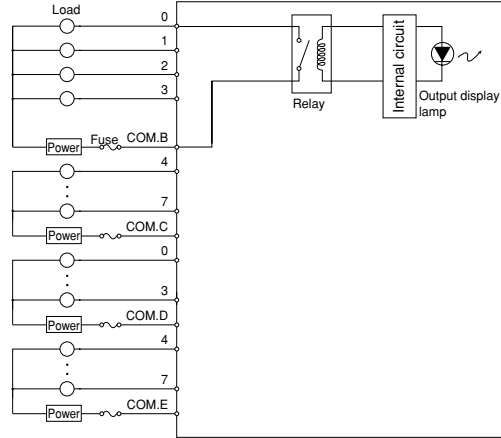 Load
0
1
2
3
Relay
Internal circuit
Output display
lamp
Power
Fuse
COM.B
4
7
Power
COM.C
0
3
Power
COM.D
4
7
Power
COM.E